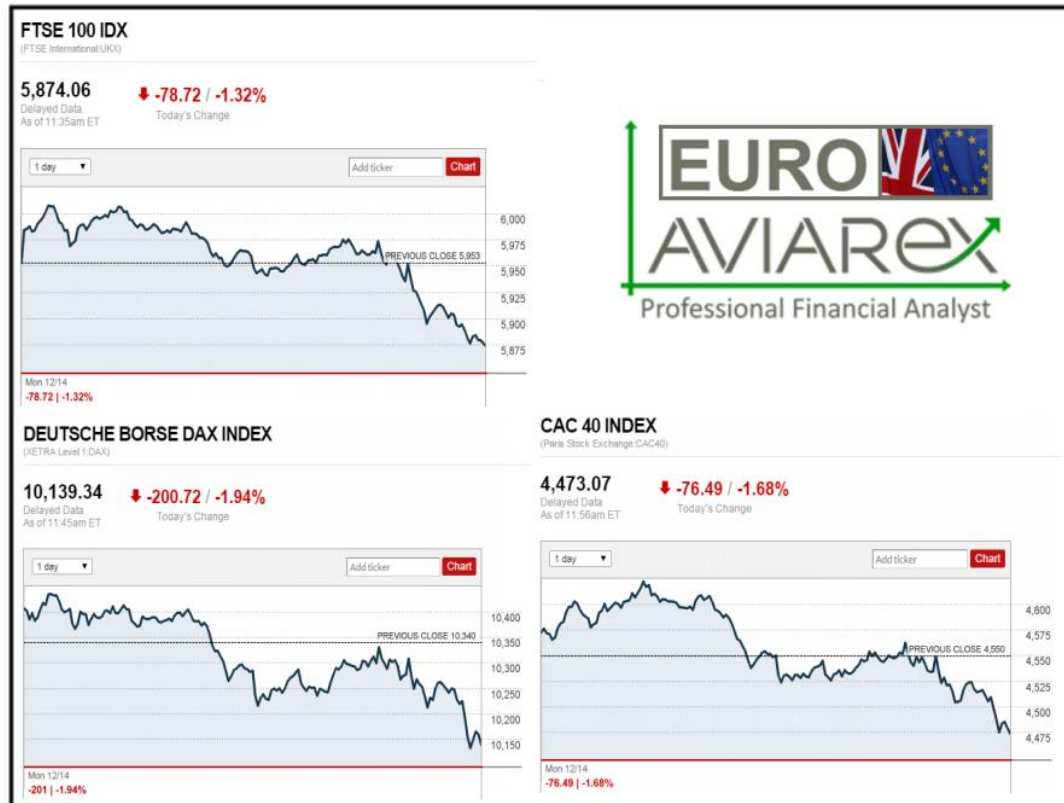 FTSE 100 IDX
(FTSE International:UKX)
5,874.06
-78.72 / -1.32%
Delayed Data
As of 11:35am ET
Today's Change
1 day
Add ticker
Chart
6,000
5,975
PREVIOUS CLOSE 5,953
5,950
5,925
5,900
5,875
Mon 12/14
-78.72 | -1.32%
EURO
AVIARex
Professional Financial Analyst
DEUTSCHE BORSE DAX INDEX
(XETRA Level 1:DAX)
10,139.34
-200.72 / -1.94%
Delayed Data
As of 11:45am ET
Today's Change
1 day
Add ticker
Chart
10,400
PREVIOUS CLOSE 10,340
10,350
10,300
10,250
10,200
10,150
Mon 12/14
-201 | -1.94%
CAC 40 INDEX
(Paris Stock Exchange:CAC40)
4,473.07
-76.49 / -1.68%
Delayed Data
As of 11:56am ET
Today's Change
1 day
Add ticker
Chart
4,600
4,575
PREVIOUS CLOSE 4,550
4,550
4,525
4,500
4,475
Mon 12/14
-76.49 | -1.68%